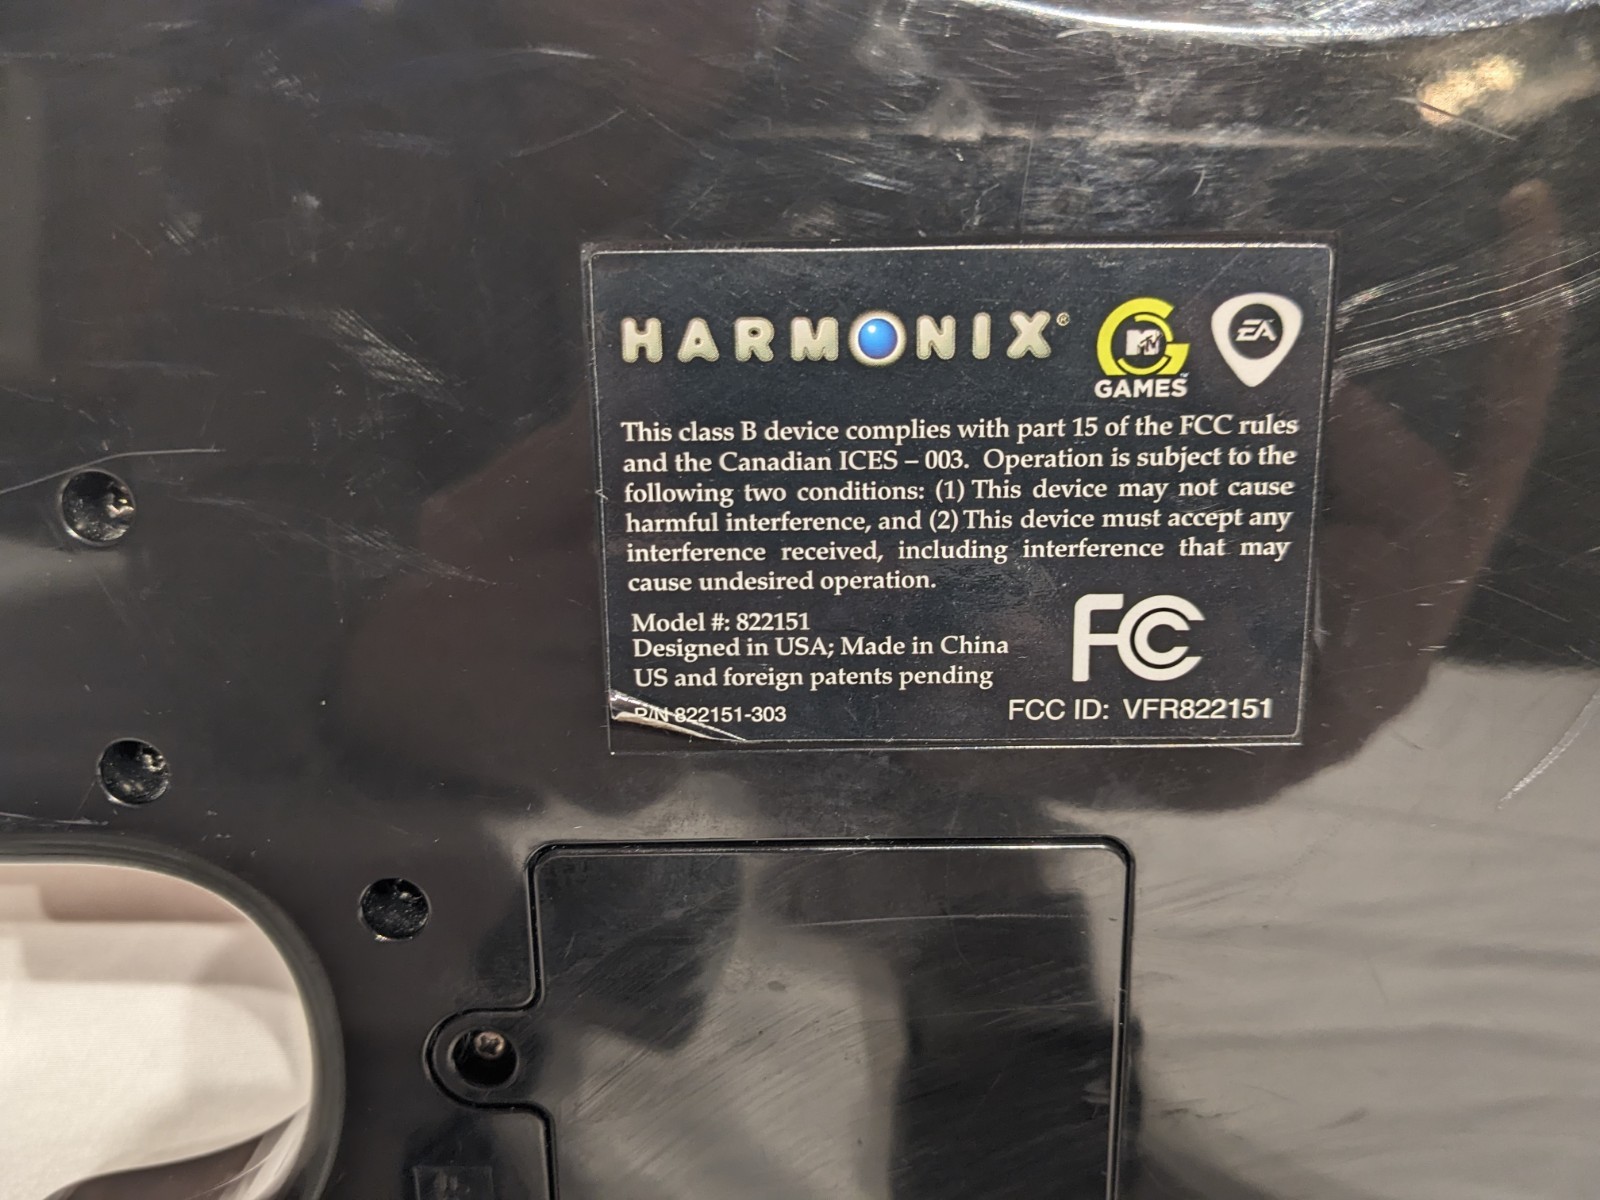 HARMONIX®
MTV
GAMES™
EA
This class B device complies with part 15 of the FCC rules
and the Canadian ICES – 003. Operation is subject to the
following two conditions: (1) This device may not cause
harmful interference, and (2) This device must accept any
interference received, including interference that may
cause undesired operation.
Model #: 822151
Designed in USA; Made in China
US and foreign patents pending
P/N 822151-303
FC
FCC ID: VFR822151